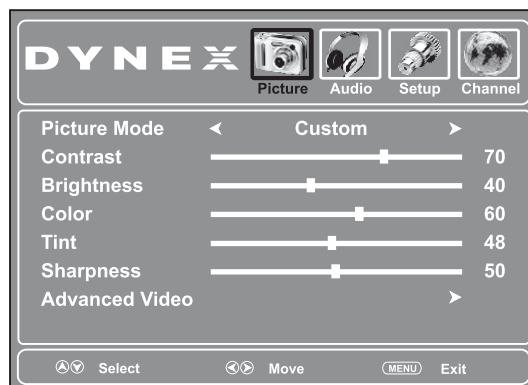 DYNEX
Picture Audio Setup Channel
Picture Mode Custom
Contrast 70
Brightness 40
Color 60
Tint 48
Sharpness 50
Advanced Video
Select Move MENU Exit